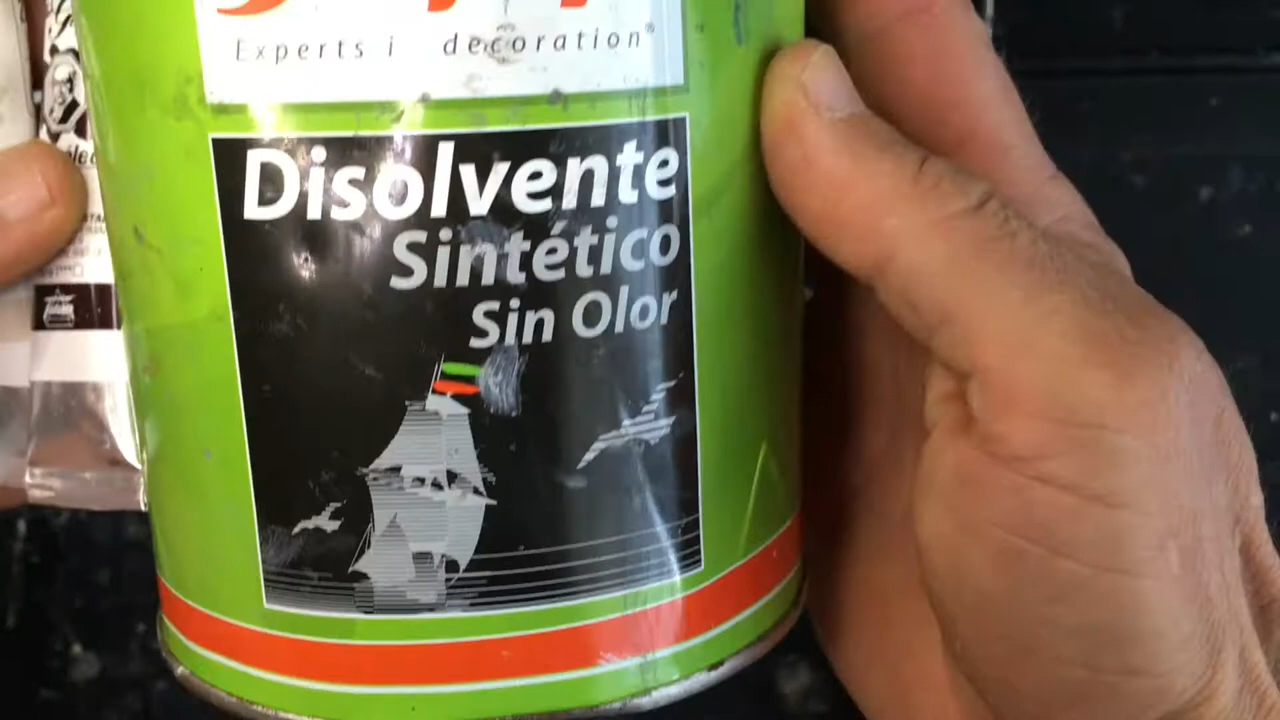 Experts i decoration®
Disolvente
Sintético
Sin Olor